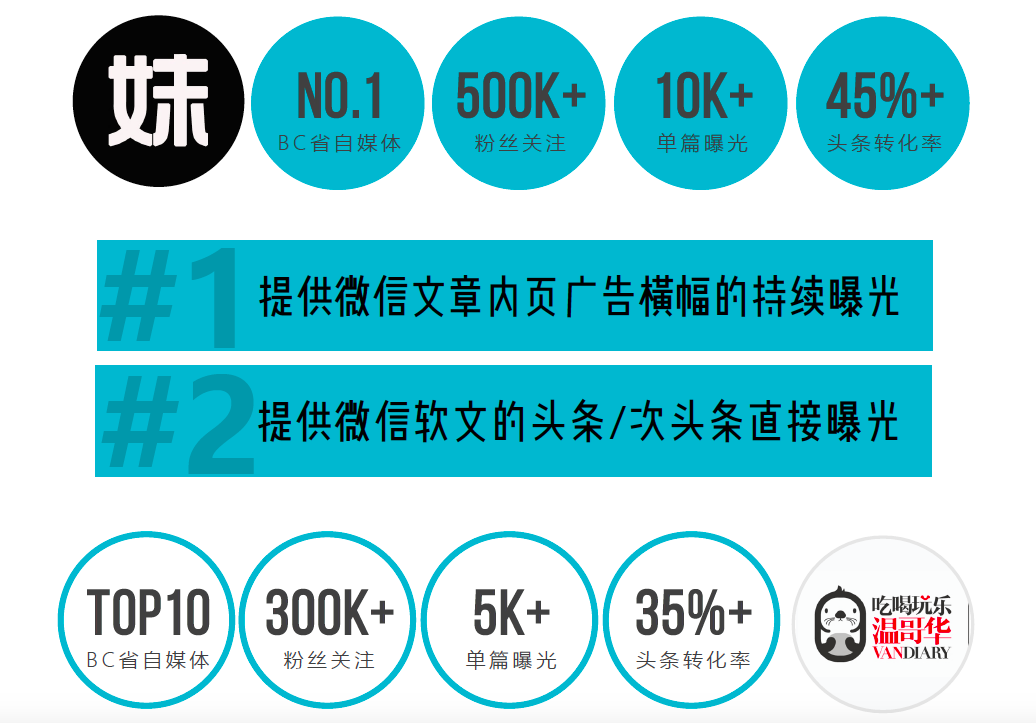 妹
NO.1
BC省自媒体
500K+
粉丝关注
10K+
单篇曝光
45%+
头条转化率
#1 提供微信文章内页广告橫幅的持续曝光
#2 提供微信软文的头条/次头条直接曝光
TOP10
BC省自媒体
300K+
粉丝关注
5K+
单篇曝光
35%+
头条转化率
吃喝玩乐
温哥华
VANDIARY